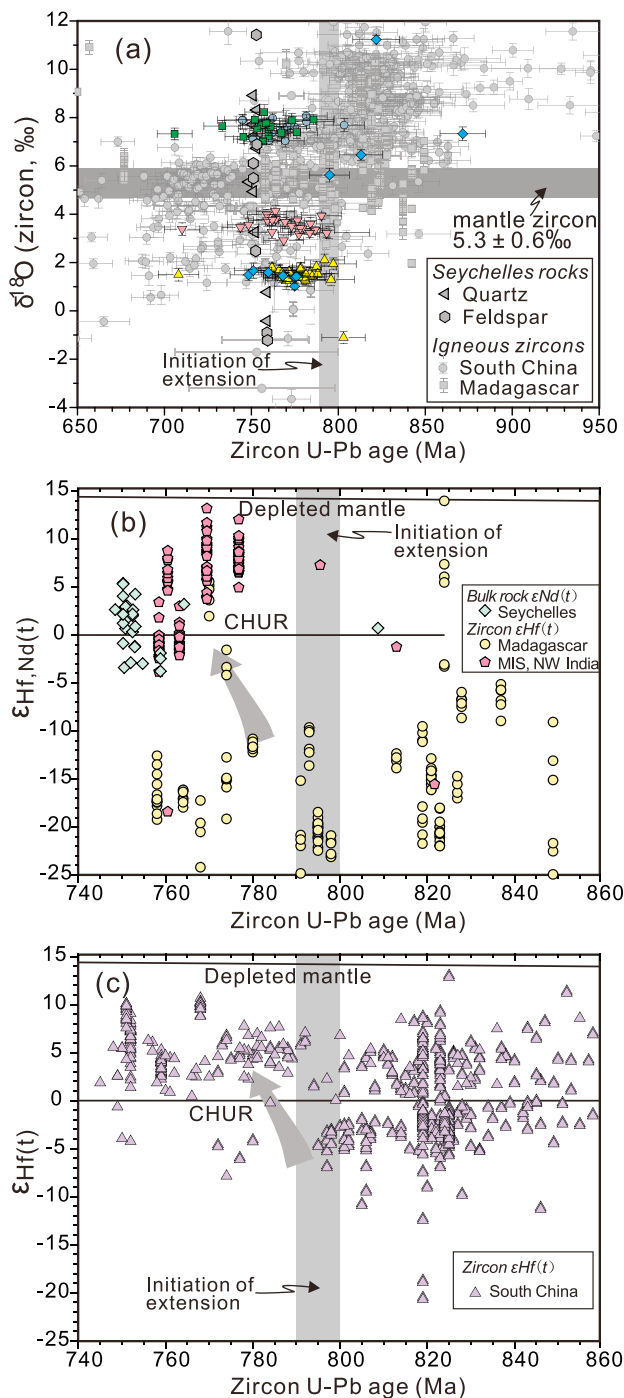 (a)
δ¹⁸O (zircon, ‰)
12
10
8
6
4
2
0
-2
-4
mantle zircon
5.3 ± 0.6‰
Seychelles rocks
Quartz
Feldspar
Igneous zircons
South China
Madagascar
Initiation of
extension
650 700 750 800 850 900 950
Zircon U-Pb age (Ma)
(b)
εHf,Nd(t)
15
10
5
0
-5
-10
-15
-20
-25
Depleted mantle
Initiation of
extension
CHUR
Bulk rock εNd(t)
Seychelles
Zircon εHf(t)
Madagascar
MIS, NW India
740 760 780 800 820 840 860
Zircon U-Pb age (Ma)
(c)
εHf(t)
15
10
5
0
-5
-10
-15
-20
-25
Depleted mantle
CHUR
Initiation of
extension
Zircon εHf(t)
South China
740 760 780 800 820 840 860
Zircon U-Pb age (Ma)